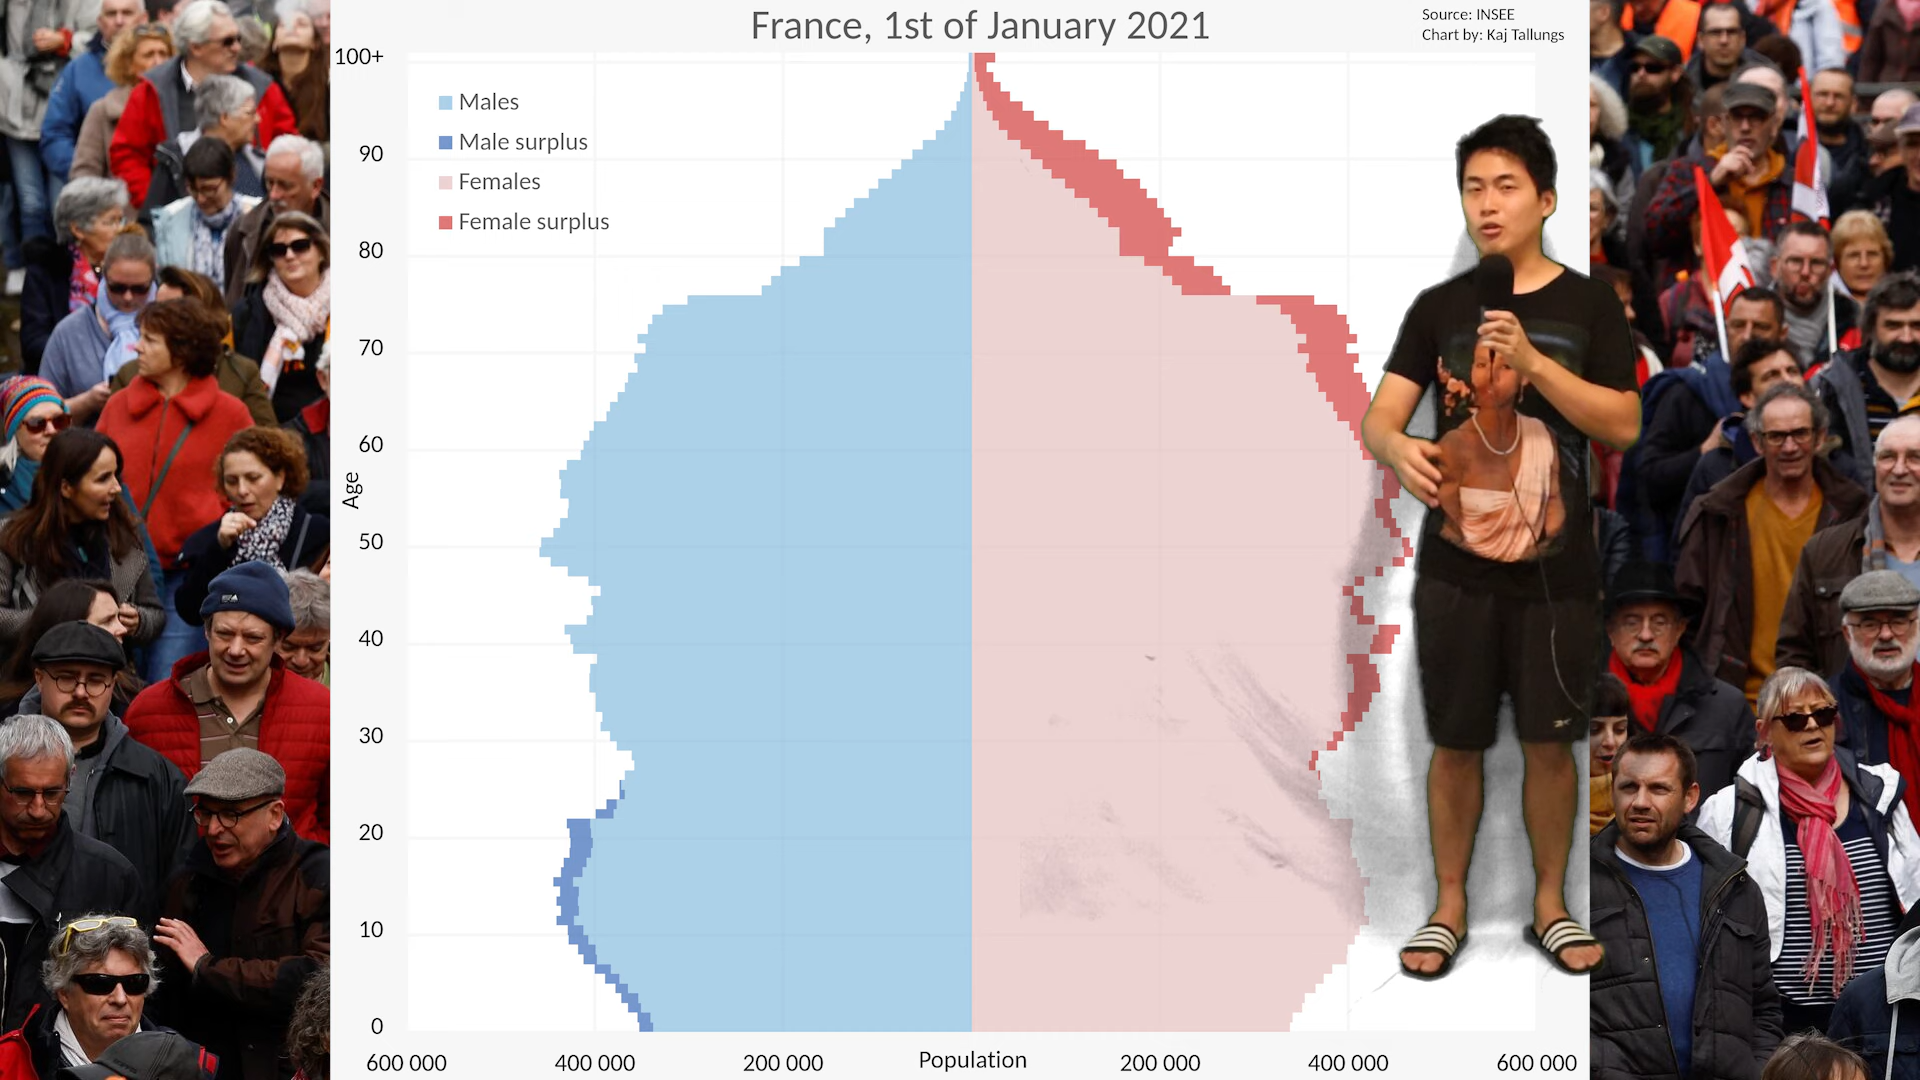 France, 1st of January 2021
Source: INSEE
Chart by: Kaj Tallungs
Males
Male surplus
Females
Female surplus
Age
100+
90
80
70
60
50
40
30
20
10
0
600 000
400 000
200 000
Population
200 000
400 000
600 000